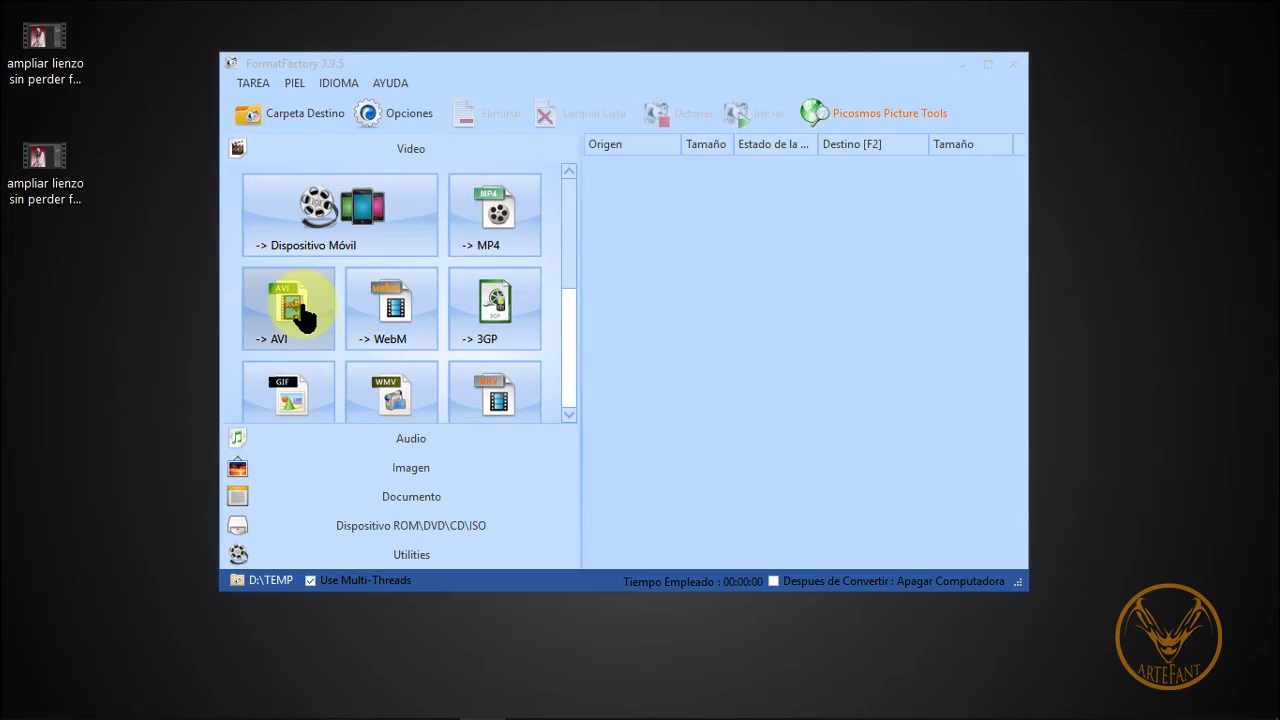 ampliar lienzo
sin perder f...
ampliar lienzo
sin perder f...
FormatFactory 3.9.5
TAREA PIEL IDIOMA AYUDA
Carpeta Destino Opciones Eliminar Limpiar Lista Detener Iniciar Picosmos Picture Tools
Video
Origen Tamaño Estado de la ... Destino [F2] Tamaño
MP4
-> Dispositivo Móvil -> MP4
AVI webm 3GP
-> AVI -> WebM -> 3GP
GIF WMV MKV
Audio
Imagen
Documento
Dispositivo ROM\DVD\CD\ISO
Utilities
D:\TEMP Use Multi-Threads Tiempo Empleado : 00:00:00 Despues de Convertir : Apagar Computadora
ARTEFANT